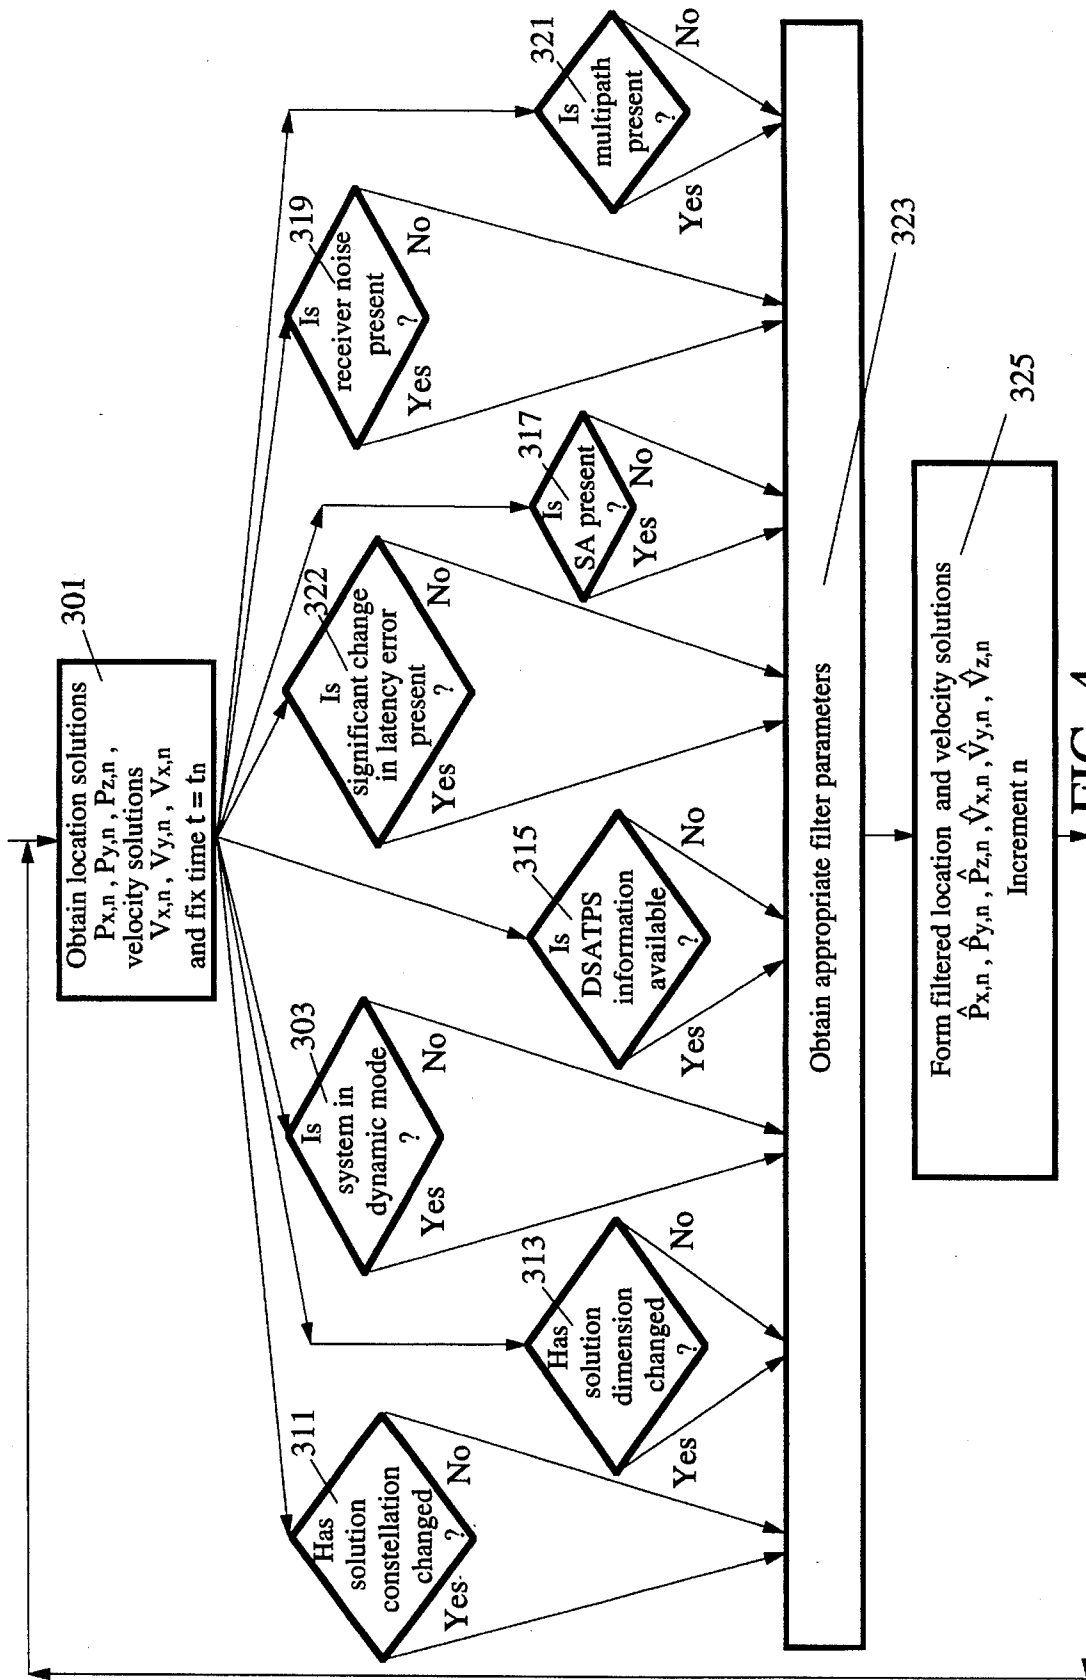 301
Obtain location solutions
Px,n , Py,n , Pz,n ,
velocity solutions
Vx,n , Vy,n , Vx,n
and fix time t = tn
311
Has
solution
constellation
changed
?
Yes
No
313
Has
solution
dimension
changed
?
Yes
No
303
Is
system in
dynamic mode
?
Yes
No
315
Is
DSATPS
information
available
?
Yes
No
322
Is
significant change
in latency error
present
?
Yes
No
317
Is
SA present
?
Yes
No
319
Is
receiver noise
present
?
Yes
No
321
Is
multipath
present
?
Yes
No
Obtain appropriate filter parameters
323
Form filtered location and velocity solutions
P̂x,n , P̂y,n , P̂z,n , V̂x,n , V̂y,n , V̂z,n
Increment n
325
FIG. 4